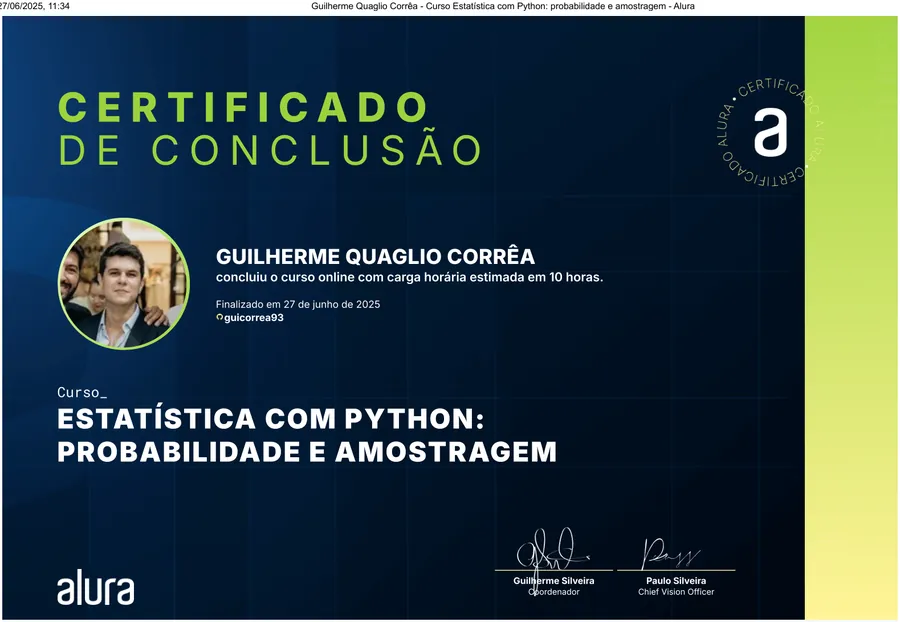 27/06/2025, 11:34
Guilherme Quaglio Corrêa - Curso Estatística com Python: probabilidade e amostragem - Alura
CERTIFICADO
DE CONCLUSÃO
CERTIFICADO ALURA • CERTIFICADO ALURA •
a
GUILHERME QUAGLIO CORRÊA
concluiu o curso online com carga horária estimada em 10 horas.
Finalizado em 27 de junho de 2025
guicorrea93
Curso_
ESTATÍSTICA COM PYTHON:
PROBABILIDADE E AMOSTRAGEM
Guilherme Silveira
Coordenador
Paulo Silveira
Chief Vision Officer
alura